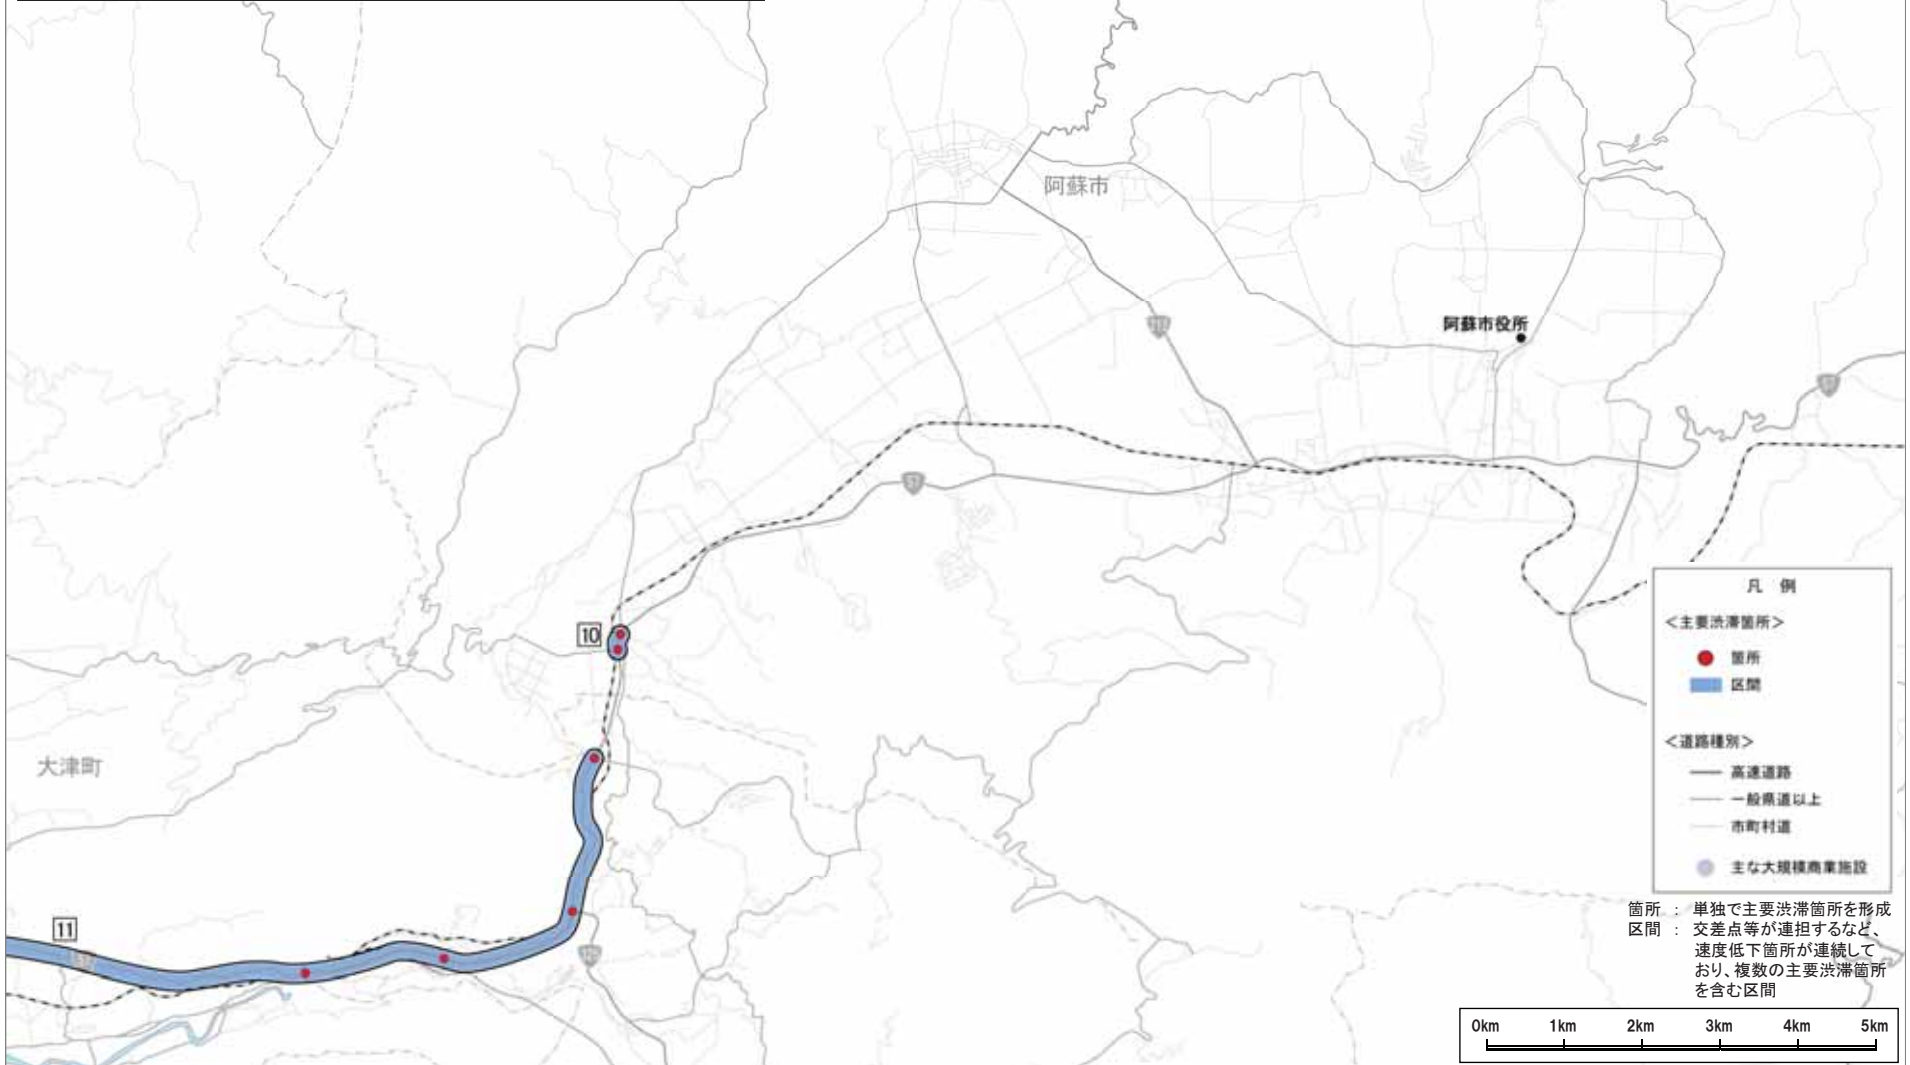 阿蘇市
阿蘇市役所
10
大津町
11
凡 例
<主要渋滞箇所>
箇所
区間
<道路種別>
高速道路
一般県道以上
市町村道
主な大規模商業施設
箇所 : 単独で主要渋滞箇所を形成
区間 : 交差点等が連担するなど、
速度低下箇所が連続して
おり、複数の主要渋滞箇所
を含む区間
0km 1km 2km 3km 4km 5km